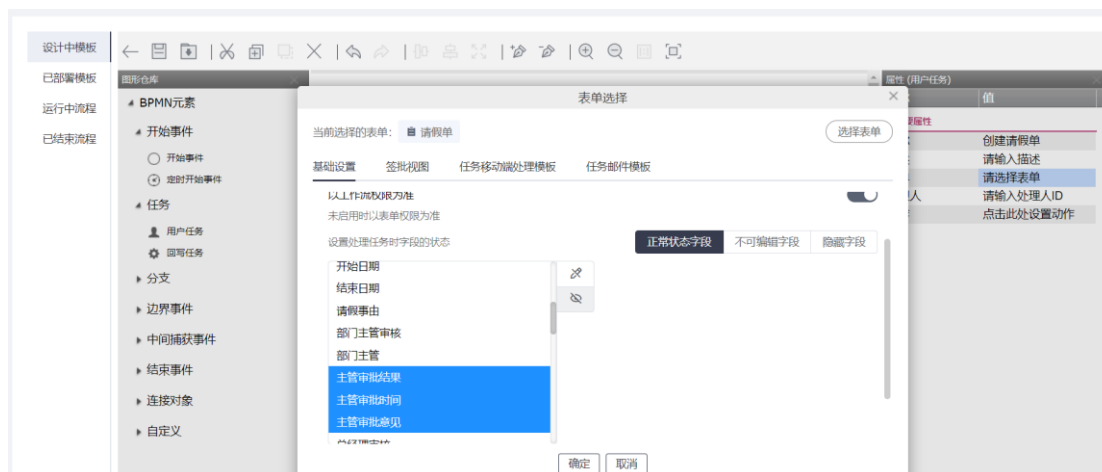 设计中模板
已部署模板
运行中流程
已结束流程
图形仓库
BPMN元素
开始事件
开始事件
定时开始事件
任务
用户任务
回写任务
分支
边界事件
中间捕获事件
结束事件
连接对象
自定义
表单选择
当前选择的表单: 请假单
选择表单
基础设置 签批视图 任务移动端处理模板 任务邮件模板
以工作流权限为准
未启用时以表单权限为准
设置处理任务时字段的状态
正常状态字段 不可编辑字段 隐藏字段
开始日期
结束日期
请假事由
部门主管审核
部门主管
主管审批结果
主管审批时间
主管审批意见
总经理审核
确定 取消
属性 (用户任务)
值
属性
创建请假单
请输入描述
请选择表单
人 请输入处理人ID
点击此处设置动作